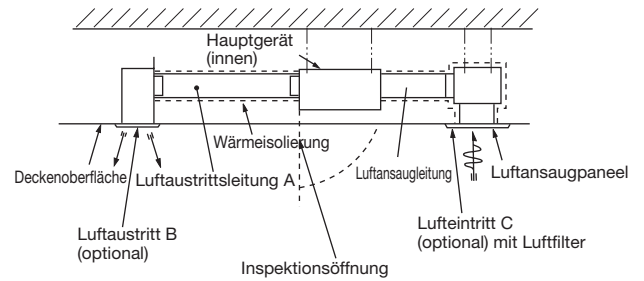 Hauptgerät
(innen)
Wärmeisolierung
Deckenoberfläche
Luftaustrittsleitung A
Luftansaugleitung
Luftansaugpaneel
Luftaustritt B
(optional)
Lufteintritt C
(optional) mit Luftfilter
Inspektionsöffnung